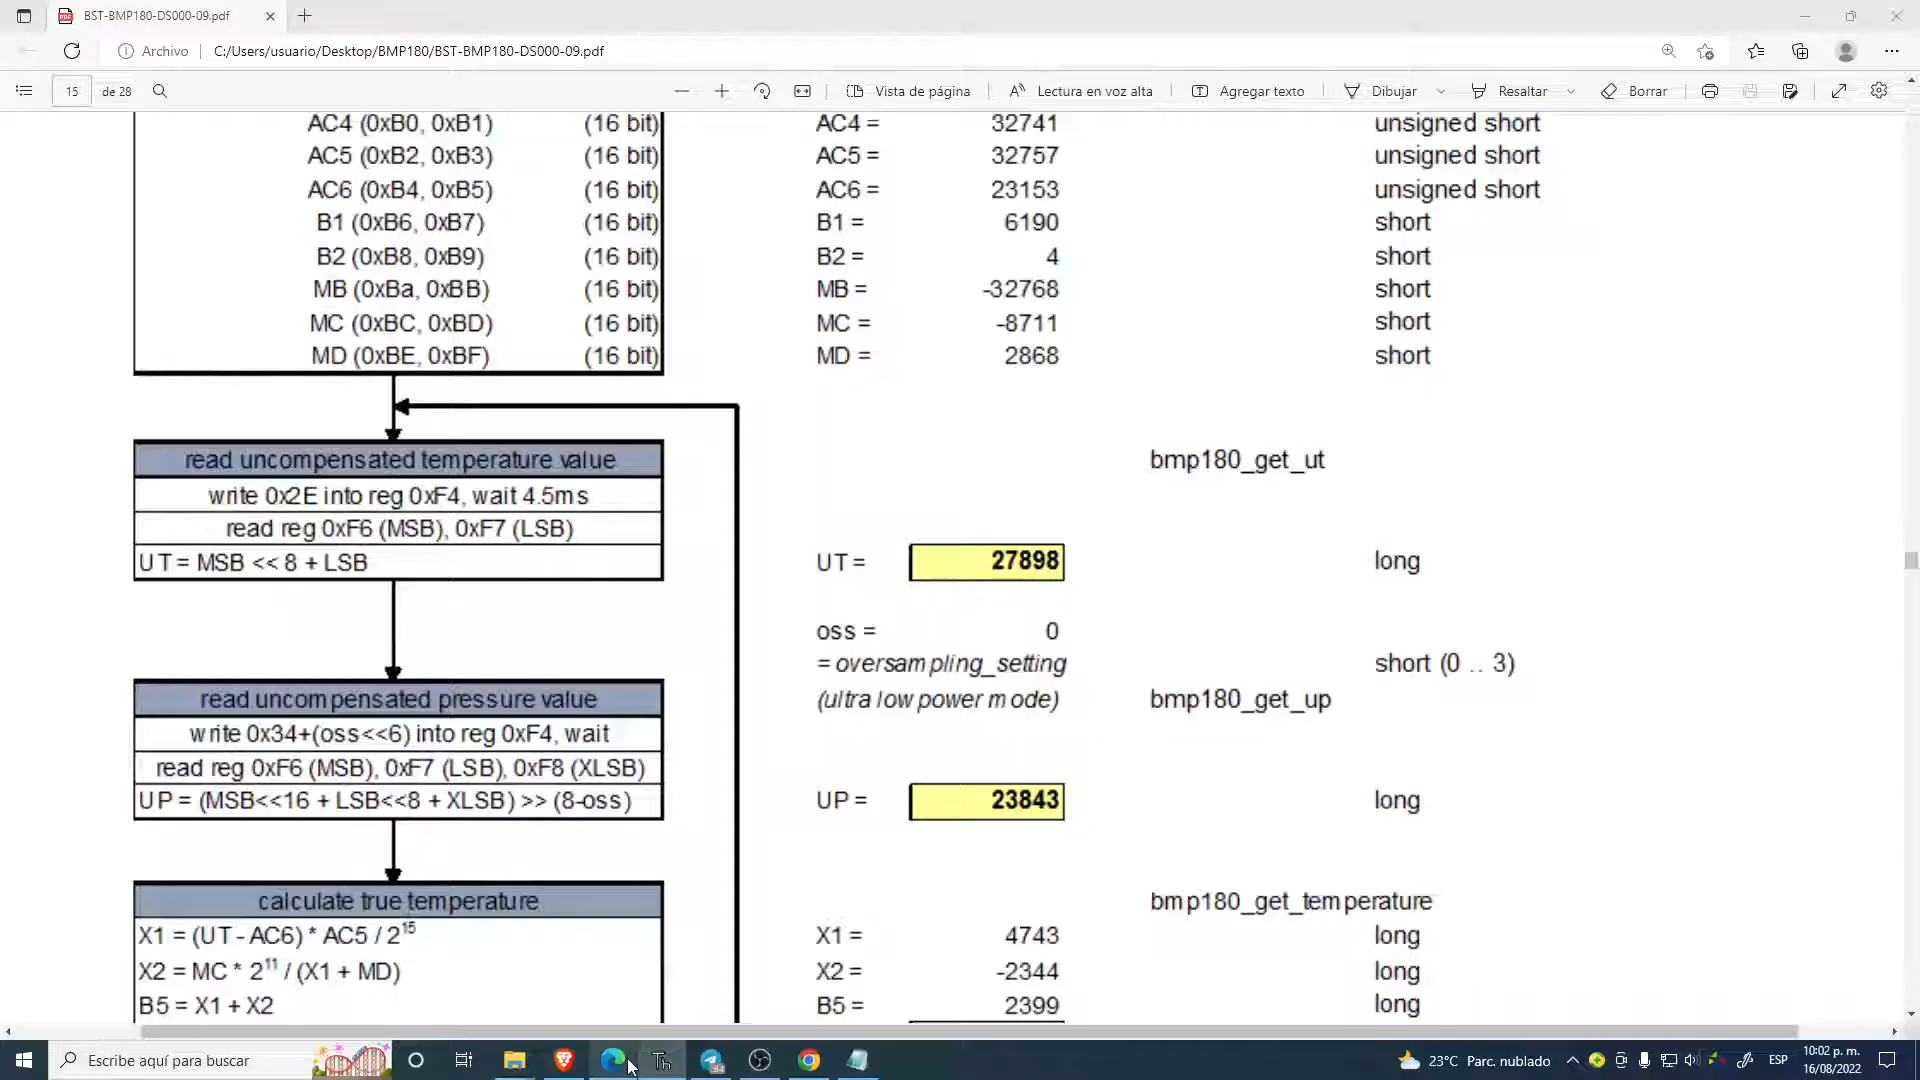 BST-BMP180-DS000-09.pdf
Archivo
C:/Users/usuario/Desktop/BMP180/BST-BMP180-DS000-09.pdf
15 de 28
Vista de página
Lectura en voz alta
Agregar texto
Dibujar
Resaltar
Borrar
AC4 (0xB0, 0xB1) (16 bit) AC4 = 32741 unsigned short
AC5 (0xB2, 0xB3) (16 bit) AC5 = 32757 unsigned short
AC6 (0xB4, 0xB5) (16 bit) AC6 = 23153 unsigned short
B1 (0xB6, 0xB7) (16 bit) B1 = 6190 short
B2 (0xB8, 0xB9) (16 bit) B2 = 4 short
MB (0xBa, 0xBB) (16 bit) MB = -32768 short
MC (0xBC, 0xBD) (16 bit) MC = -8711 short
MD (0xBE, 0xBF) (16 bit) MD = 2868 short
read uncompensated temperature value bmp180_get_ut
write 0x2E into reg 0xF4, wait 4.5ms
read reg 0xF6 (MSB), 0xF7 (LSB)
UT = MSB << 8 + LSB UT = 27898 long
oss = 0
= oversampling_setting short (0 .. 3)
read uncompensated pressure value (ultra low power mode) bmp180_get_up
write 0x34+(oss<<6) into reg 0xF4, wait
read reg 0xF6 (MSB), 0xF7 (LSB), 0xF8 (XLSB)
UP = (MSB<<16 + LSB<<8 + XLSB) >> (8-oss) UP = 23843 long
calculate true temperature bmp180_get_temperature
X1 = (UT - AC6) * AC5 / 2¹⁵ X1 = 4743 long
X2 = MC * 2¹¹ / (X1 + MD) X2 = -2344 long
B5 = X1 + X2 B5 = 2399 long
Escribe aquí para buscar
Th
84
23°C Parc. nublado
ESP
10:02 p. m.
16/08/2022